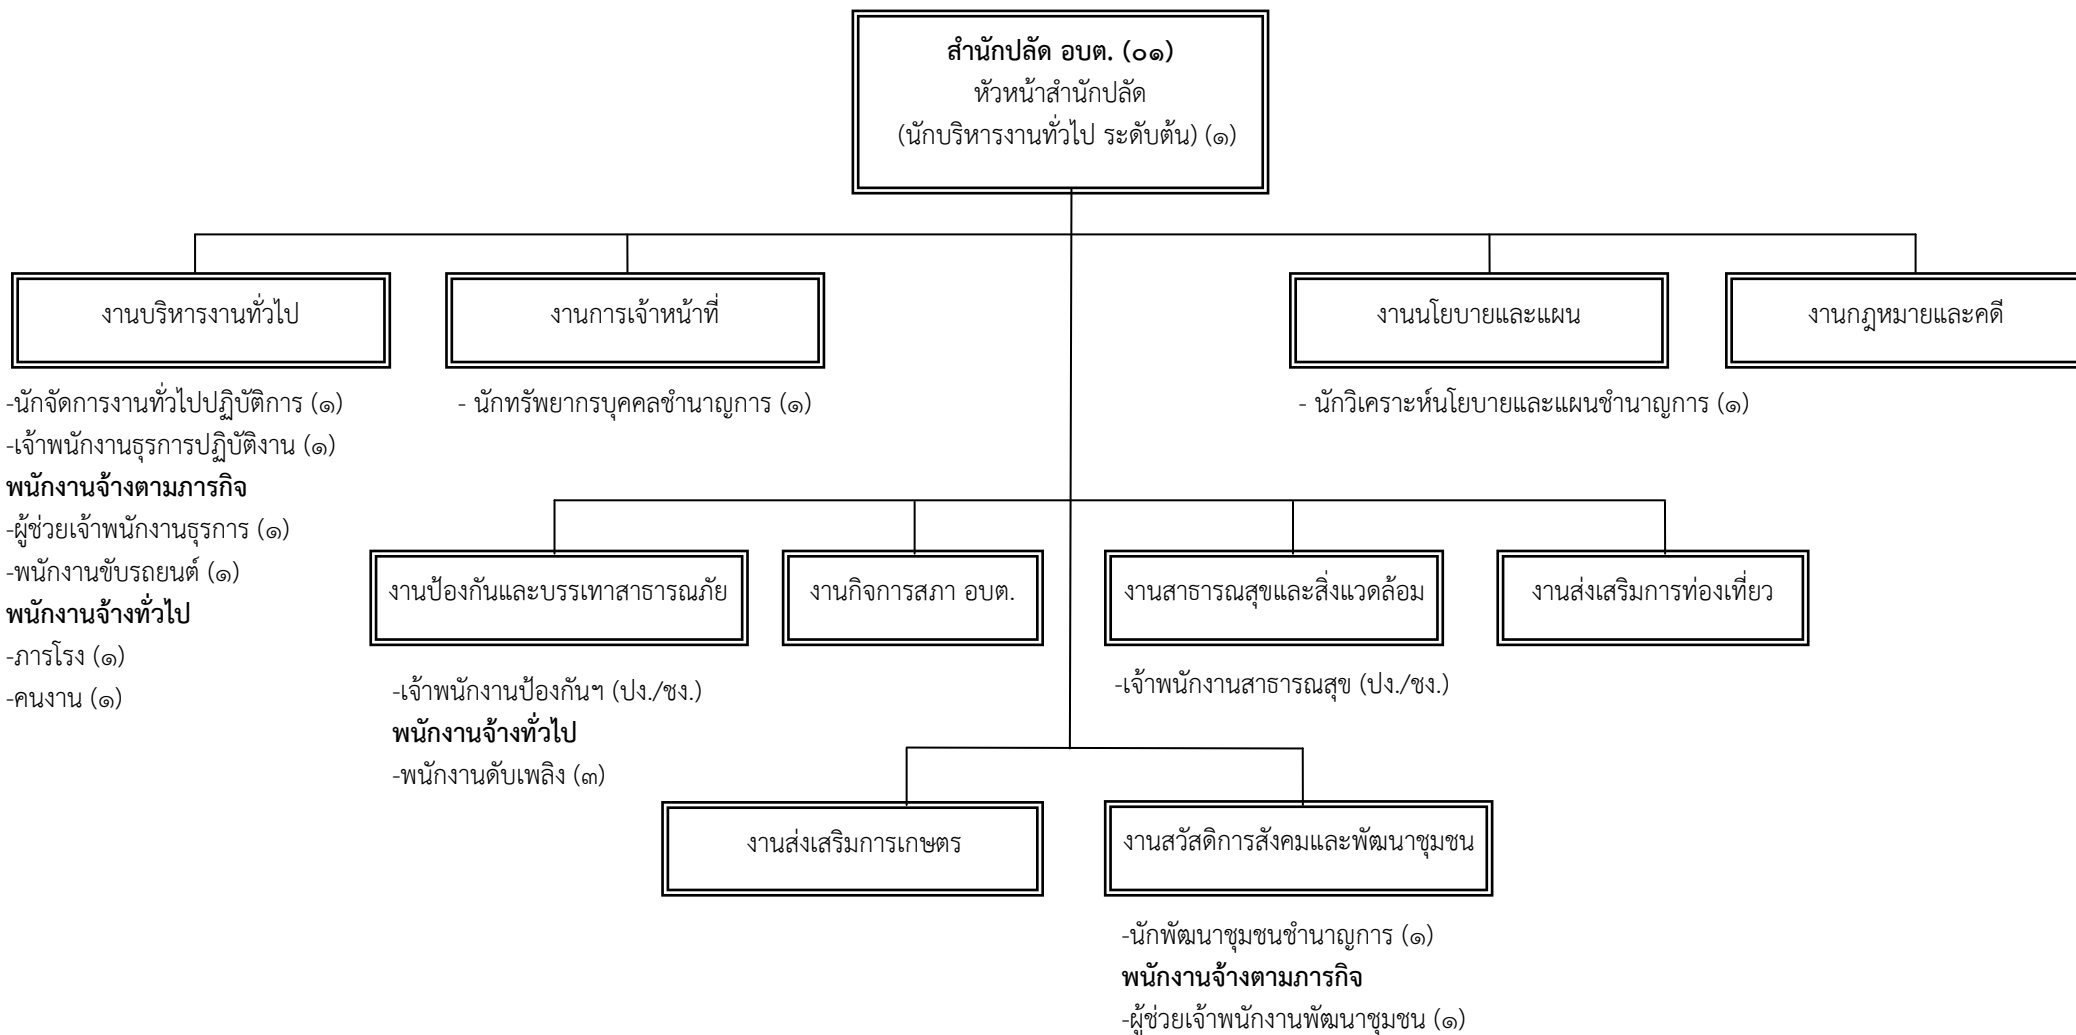 สำนักปลัด อบต. (๐๑)
หัวหน้าสำนักปลัด
(นักบริหารงานทั่วไป ระดับต้น) (๑)
งานบริหารงานทั่วไป
งานการเจ้าหน้าที่
งานนโยบายและแผน
งานกฎหมายและคดี
-นักจัดการงานทั่วไปปฏิบัติการ (๑)
-เจ้าพนักงานธุรการปฏิบัติงาน (๑)
พนักงานจ้างตามภารกิจ
-ผู้ช่วยเจ้าพนักงานธุรการ (๑)
-พนักงานขับรถยนต์ (๑)
พนักงานจ้างทั่วไป
-ภารโรง (๑)
-คนงาน (๑)
- นักทรัพยากรบุคคลชำนาญการ (๑)
- นักวิเคราะห์นโยบายและแผนชำนาญการ (๑)
งานป้องกันและบรรเทาสาธารณภัย
งานกิจการสภา อบต.
งานสาธารณสุขและสิ่งแวดล้อม
งานส่งเสริมการท่องเที่ยว
-เจ้าพนักงานป้องกันฯ (ปง./ชง.)
พนักงานจ้างทั่วไป
-พนักงานดับเพลิง (๓)
-เจ้าพนักงานสาธารณสุข (ปง./ชง.)
งานส่งเสริมการเกษตร
งานสวัสดิการสังคมและพัฒนาชุมชน
-นักพัฒนาชุมชนชำนาญการ (๑)
พนักงานจ้างตามภารกิจ
-ผู้ช่วยเจ้าพนักงานพัฒนาชุมชน (๑)